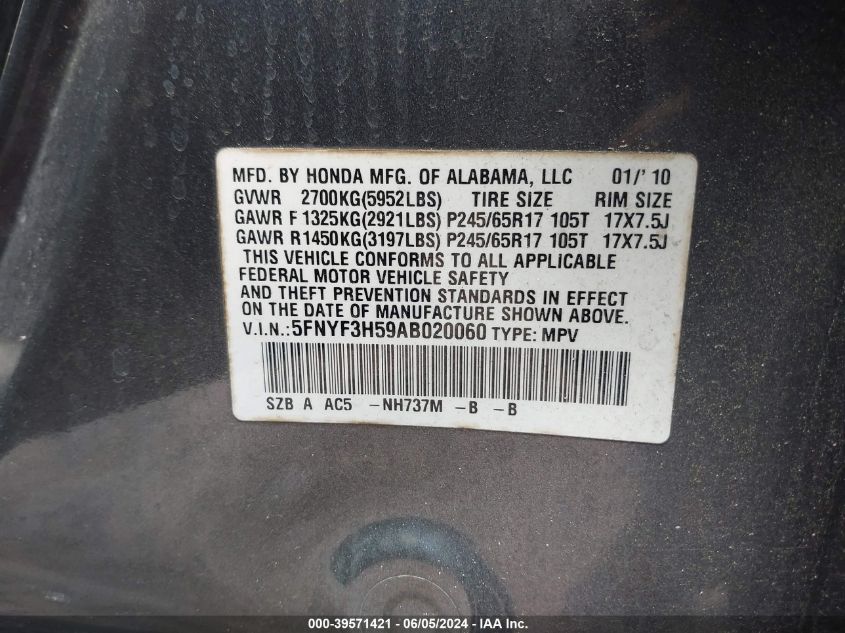 MFD. BY HONDA MFG. OF ALABAMA, LLC 01/'10
GVWR 2700KG(5952LBS) TIRE SIZE RIM SIZE
GAWR F1325KG(2921LBS) P245/65R17 105T 17X7.5J
GAWR R1450KG(3197LBS) P245/65R17 105T 17X7.5J
THIS VEHICLE CONFORMS TO ALL APPLICABLE
FEDERAL MOTOR VEHICLE SAFETY
AND THEFT PREVENTION STANDARDS IN EFFECT
ON THE DATE OF MANUFACTURE SHOWN ABOVE.
V.I.N.:5FNYF3H59AB020060 TYPE: MPV
SZB A AC5 -NH737M -B -B
000-39571421 - 06/05/2024 - IAA Inc.